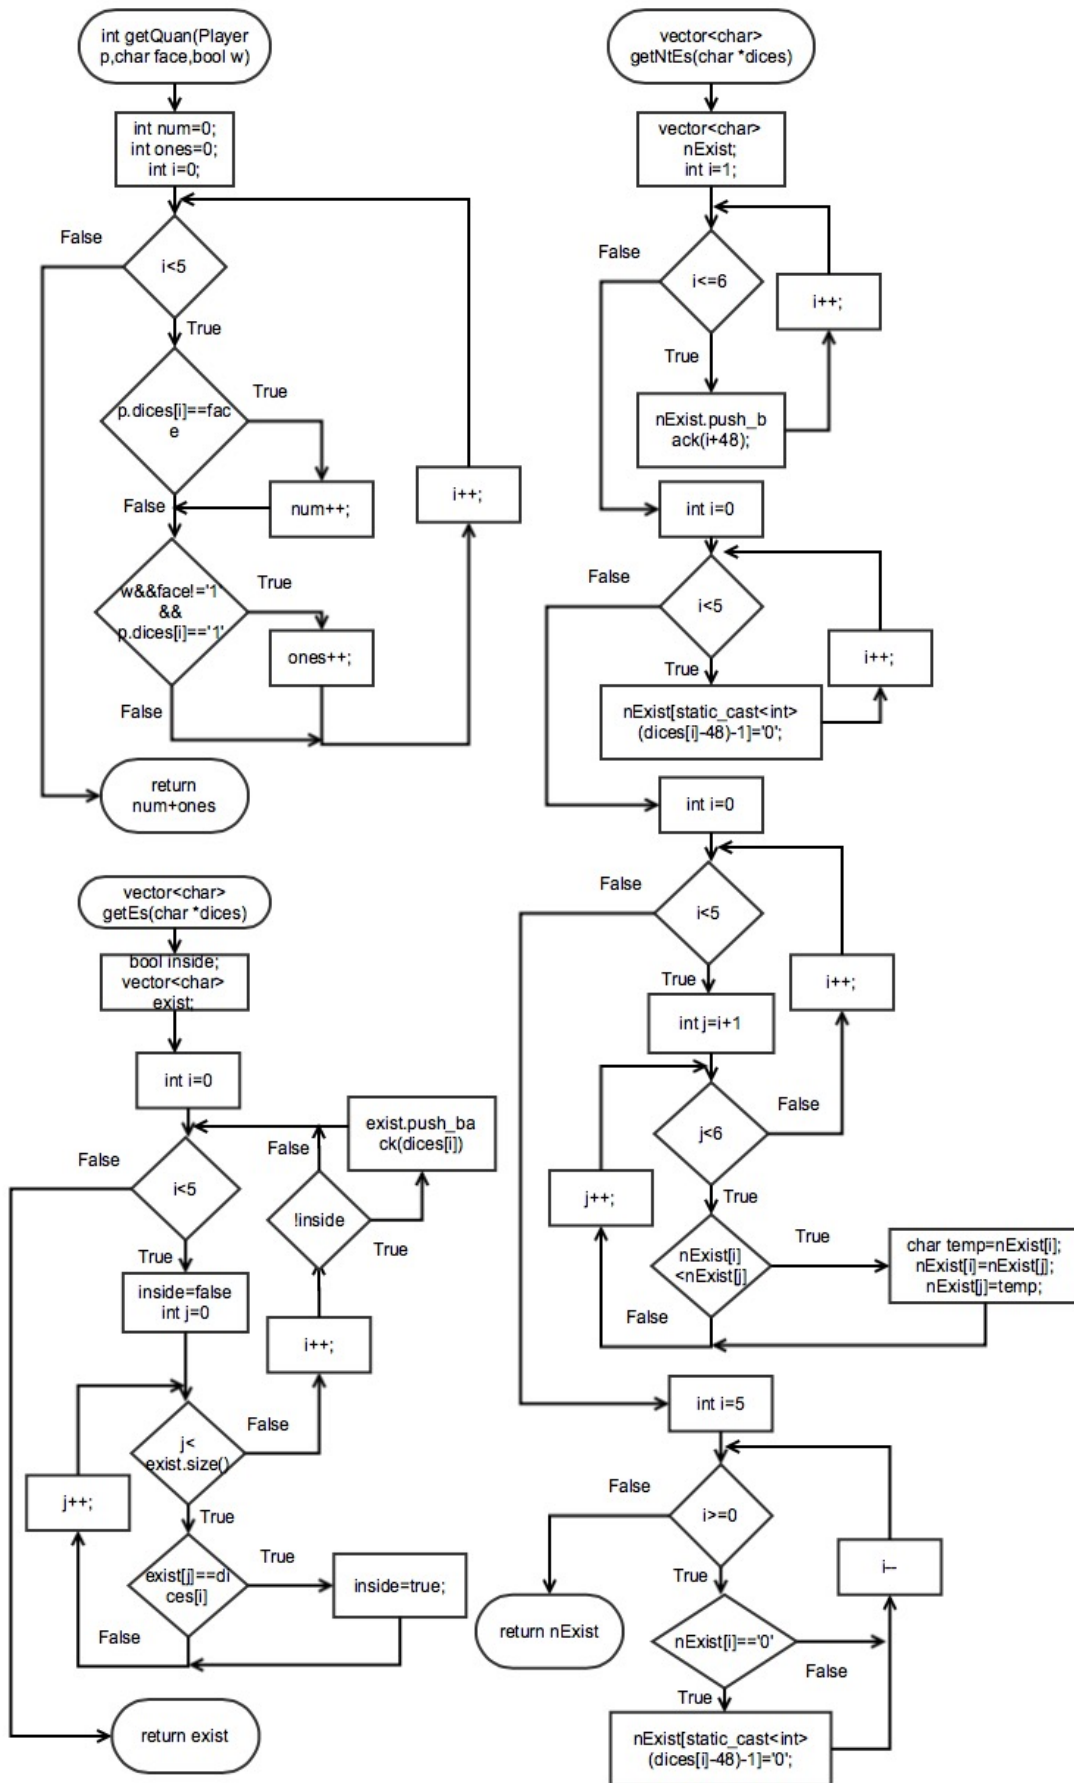 int getQuan(Player
p,char face,bool w)
int num=0;
int ones=0;
int i=0;
False
i<5
True
p.dices[i]==fac
e
True
False
num++;
i++;
w&&face!='1'
&&
p.dices[i]=='1'
True
ones++;
False
return
num+ones
vector<char>
getEs(char *dices)
bool inside;
vector<char>
exist;
int i=0
exist.push_ba
ck(dices[i])
False
False
i<5
!inside
True
True
inside=false
int j=0
i++;
j<
exist.size()
False
j++;
True
exist[j]==di
ces[i]
True
inside=true;
False
return exist
vector<char>
getNtEs(char *dices)
vector<char>
nExist;
int i=1;
False
i<=6
i++;
True
nExist.push_b
ack(i+48);
int i=0
False
i<5
i++;
True
nExist[static_cast<int>
(dices[i]-48)-1]='0';
int i=0
False
i<5
True
i++;
int j=i+1
j<6
False
j++;
True
nExist[i]
<nExist[j]
True
char temp=nExist[i];
nExist[i]=nExist[j];
nExist[j]=temp;
False
int i=5
False
i>=0
i--
True
return nExist
nExist[i]=='0'
False
True
nExist[static_cast<int>
(dices[i]-48)-1]='0';